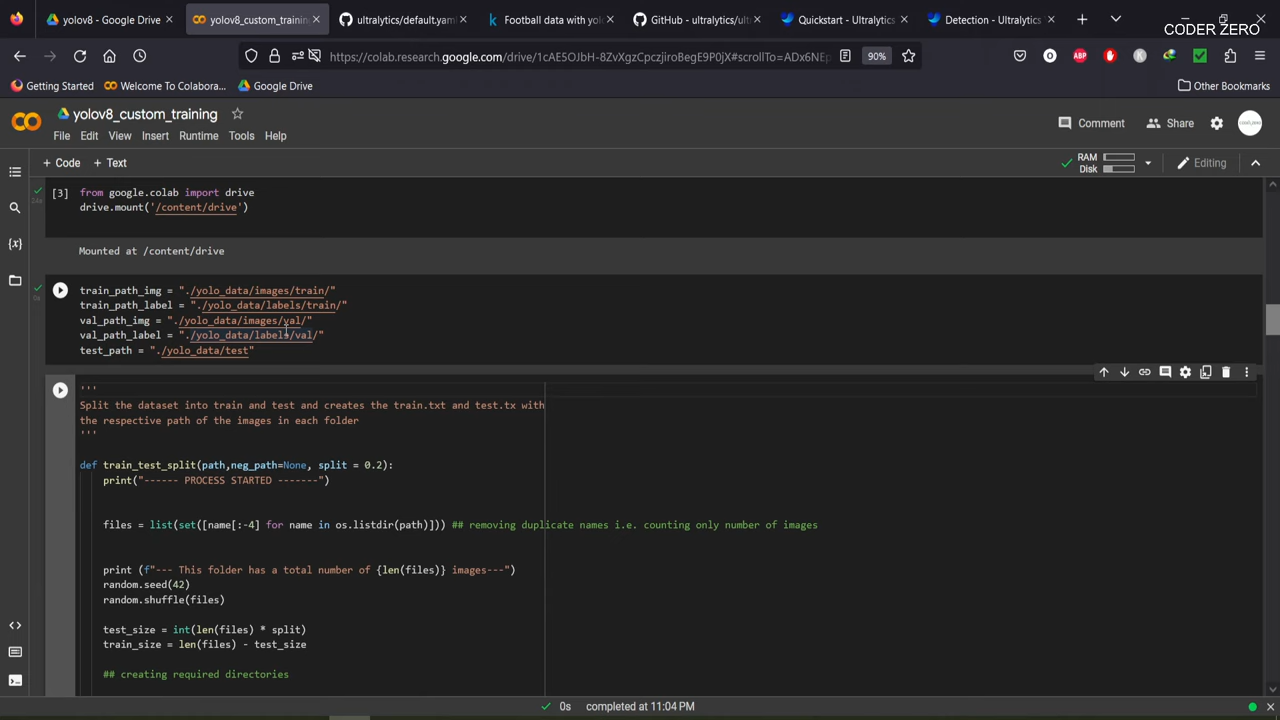 yolov8 - Google Drive
yolov8_custom_training
ultralytics/default.yaml
Football data with yol
GitHub - ultralytics/ult
Quickstart - Ultralytics
Detection - Ultralytics
CODER ZERO
https://colab.research.google.com/drive/1cAE5OJbH-8ZvXgzCpczjiroBegE9P0jX#scrollTo=ADx6NEp
90%
Getting Started
Welcome To Colabora...
Google Drive
Other Bookmarks
yolov8_custom_training
File Edit View Insert Runtime Tools Help
Comment
Share
+ Code + Text
RAM
Disk
Editing
[3]
from google.colab import drive
drive.mount('/content/drive')
Mounted at /content/drive
train_path_img = "./yolo_data/images/train/"
train_path_label = "./yolo_data/labels/train/"
val_path_img = "./yolo_data/images/val/"
val_path_label = "./yolo_data/labels/val/"
test_path = "./yolo_data/test"
'''
Split the dataset into train and test and creates the train.txt and test.tx with
the respective path of the images in each folder
'''
def train_test_split(path,neg_path=None, split = 0.2):
print("------ PROCESS STARTED -------")
files = list(set([name[:-4] for name in os.listdir(path)])) ## removing duplicate names i.e. counting only number of images
print (f"--- This folder has a total number of {len(files)} images---")
random.seed(42)
random.shuffle(files)
test_size = int(len(files) * split)
train_size = len(files) - test_size
## creating required directories
0s completed at 11:04 PM